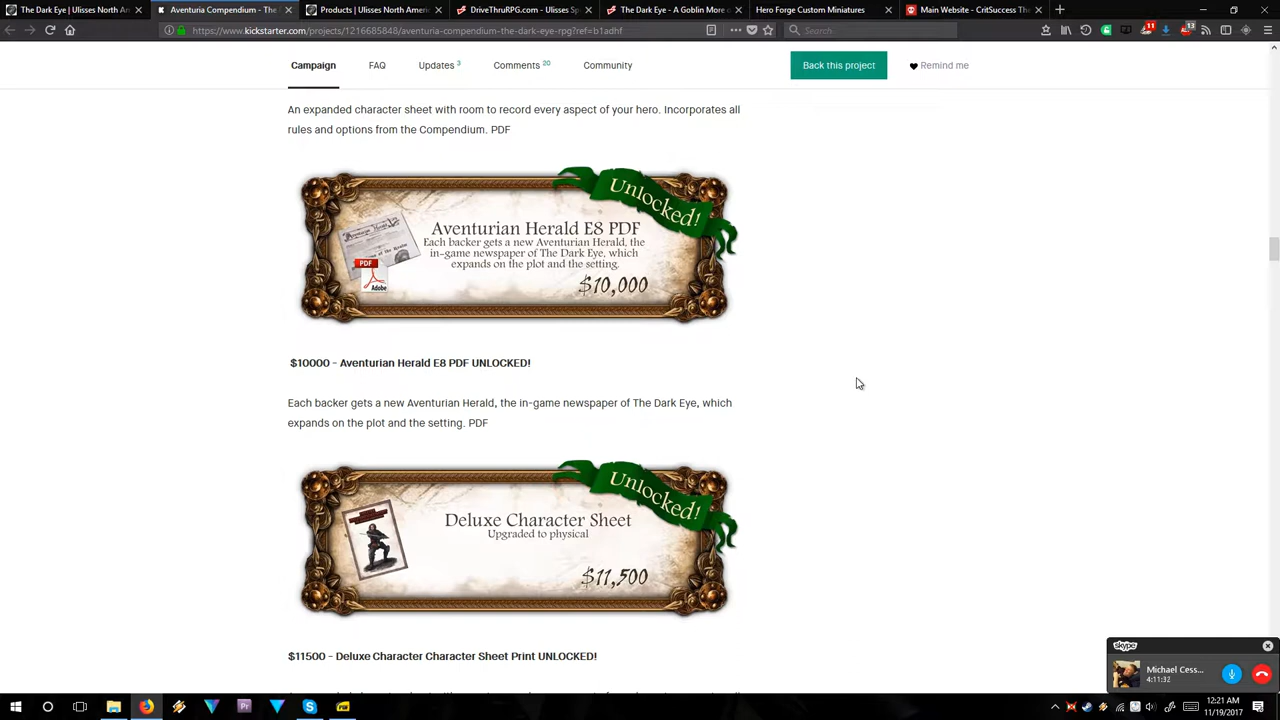 The Dark Eye | Ulisses North Am
Aventuria Compendium - The
Products | Ulisses North Americ
DriveThruRPG.com - Ulisses Sp
The Dark Eye - A Goblin More o
Hero Forge Custom Miniatures
Main Website – CritSuccess The
https://www.kickstarter.com/projects/1216685848/aventuria-compendium-the-dark-eye-rpg?ref=b1adhf
Search
11
13
Campaign
FAQ
Updates 3
Comments 20
Community
Back this project
Remind me
An expanded character sheet with room to record every aspect of your hero. Incorporates all
rules and options from the Compendium. PDF
Unlocked!
Aventurian Herald E8 PDF
Each backer gets a new Aventurian Herald, the
in-game newspaper of The Dark Eye, which
expands on the plot and the setting.
PDF
Adobe
$10,000
$10000 - Aventurian Herald E8 PDF UNLOCKED!
Each backer gets a new Aventurian Herald, the in-game newspaper of The Dark Eye, which
expands on the plot and the setting. PDF
Unlocked!
Deluxe Character Sheet
Upgraded to physical
$11,500
$11500 - Deluxe Character Character Sheet Print UNLOCKED!
skype
Michael Cess...
4:11:32
12:21 AM
11/19/2017